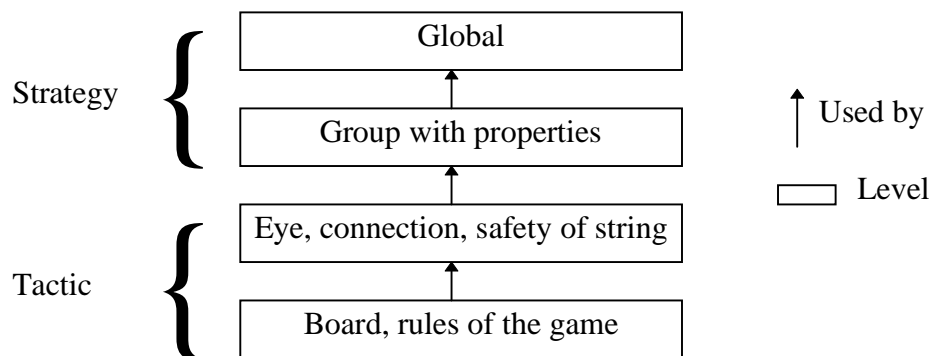 Global
Strategy
Group with properties
Used by
Level
Eye, connection, safety of string
Tactic
Board, rules of the game